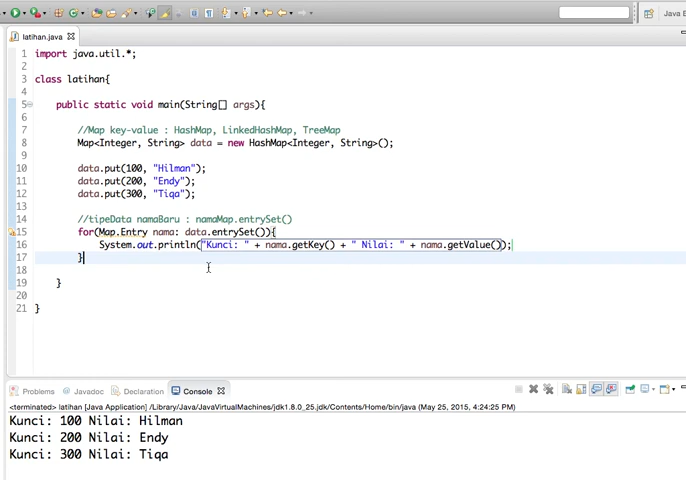 Java E
latihan.java
1 import java.util.*;
2
3 class latihan{
4
5 public static void main(String[] args){
6
7 //Map key-value : HashMap, LinkedHashMap, TreeMap
8 Map<Integer, String> data = new HashMap<Integer, String>();
9
10 data.put(100, "Hilman");
11 data.put(200, "Endy");
12 data.put(300, "Tiqa");
13
14 //tipeData namaBaru : namaMap.entrySet()
15 for(Map.Entry nama: data.entrySet()){
16 System.out.println("Kunci: " + nama.getKey() + " Nilai: " + nama.getValue());
17 }
18
19 }
20
21 }
Problems Javadoc Declaration Console
<terminated> latihan [Java Application] /Library/Java/JavaVirtualMachines/jdk1.8.0_25.jdk/Contents/Home/bin/java (May 25, 2015, 4:24:25 PM)
Kunci: 100 Nilai: Hilman
Kunci: 200 Nilai: Endy
Kunci: 300 Nilai: Tiqa